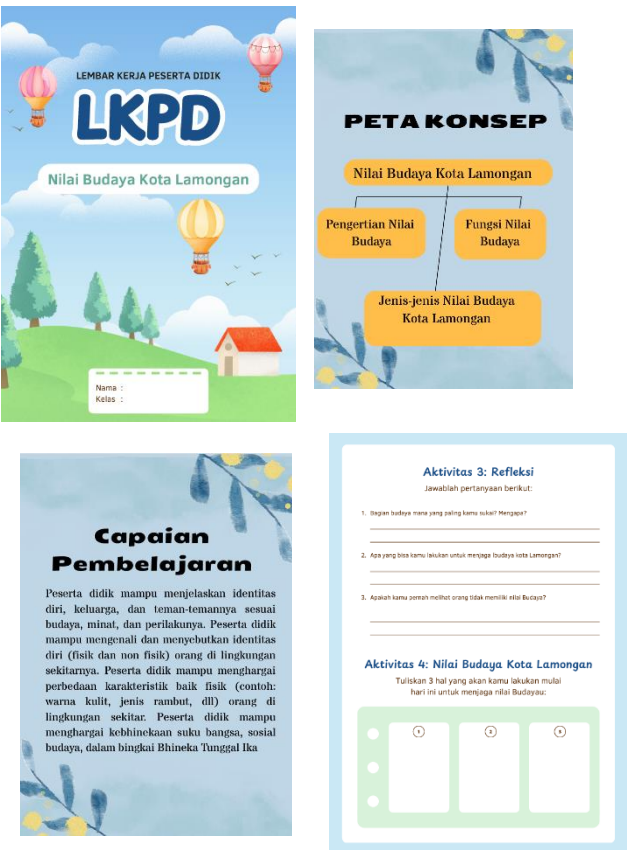 LEMBAR KERJA PESERTA DIDIK
LKPD
Nilai Budaya Kota Lamongan
Nama :
Kelas :
PETA KONSEP
Nilai Budaya Kota Lamongan
Pengertian Nilai
Budaya
Fungsi Nilai
Budaya
Jenis-jenis Nilai Budaya
Kota Lamongan
Capaian
Pembelajaran
Peserta didik mampu menjelaskan identitas
diri, keluarga, dan teman-temannya sesuai
budaya, minat, dan perilakunya. Peserta didik
mampu mengenali dan menyebutkan identitas
diri (fisik dan non fisik) orang di lingkungan
sekitarnya. Peserta didik mampu menghargai
perbedaan karakteristik baik fisik (contoh:
warna kulit, jenis rambut, dll) orang di
lingkungan sekitar. Peserta didik mampu
menghargai kebhinekaan suku bangsa, sosial
budaya, dalam bingkai Bhineka Tunggal Ika
Aktivitas 3: Refleksi
Jawablah pertanyaan berikut:
1. Bagian budaya mana yang paling kamu sukai? Mengapa?
2. Apa yang bisa kamu lakukan untuk menjaga budaya kota Lamongan?
3. Apakah kamu pernah melihat orang tidak memiliki nilai Budaya?
Aktivitas 4: Nilai Budaya Kota Lamongan
Tuliskan 3 hal yang akan kamu lakukan mulai
hari ini untuk menjaga nilai Budayau:
1
2
3